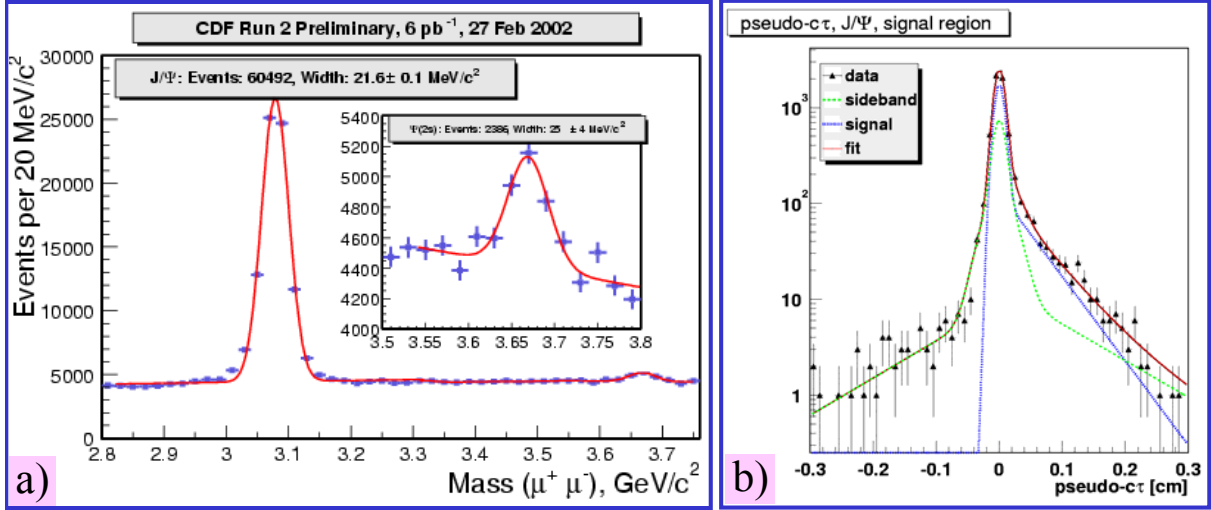 CDF Run 2 Preliminary, 6 pb⁻¹, 27 Feb 2002
J/Ψ: Events: 60492, Width: 21.6± 0.1 MeV/c²
Ψ(2s): Events: 2386, Width: 25 ± 4 MeV/c²
Events per 20 MeV/c²
30000
25000
20000
15000
10000
5000
0
2.8 2.9 3 3.1 3.2 3.3 3.4 3.5 3.6 3.7
Mass (μ⁺ μ⁻), GeV/c²
5400
5200
5000
4800
4600
4400
4200
4000
3.5 3.55 3.6 3.65 3.7 3.75 3.8
a)
pseudo-cτ, J/Ψ, signal region
data
sideband
signal
fit
10³
10²
10
1
-0.3 -0.2 -0.1 0 0.1 0.2 0.3
pseudo-cτ [cm]
b)